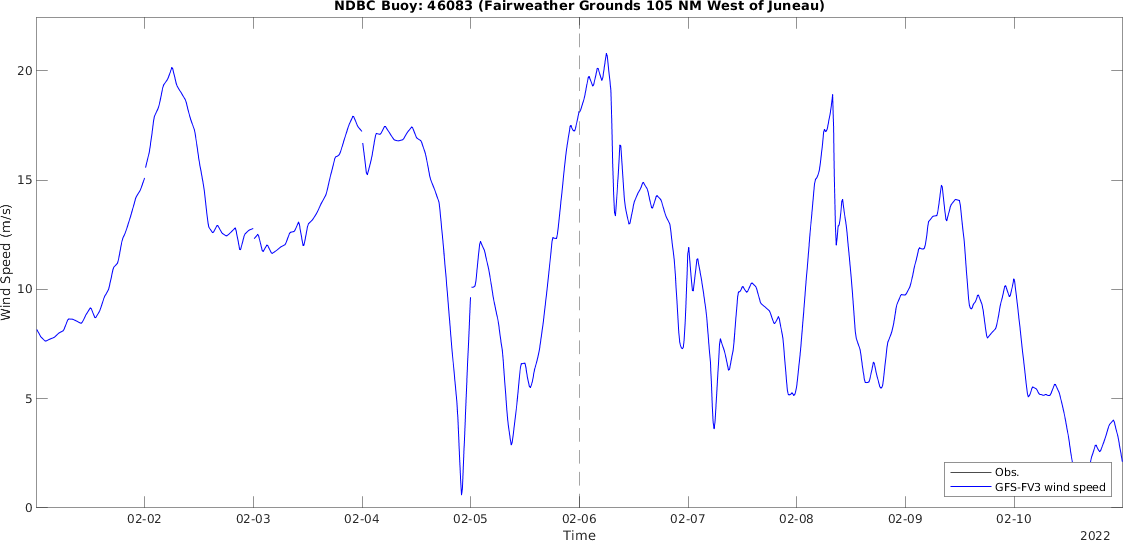 NDBC Buoy: 46083 (Fairweather Grounds 105 NM West of Juneau)
Wind Speed (m/s)
20
15
10
5
0
02-02 02-03 02-04 02-05 02-06 02-07 02-08 02-09 02-10
Time
2022
Obs.
GFS-FV3 wind speed